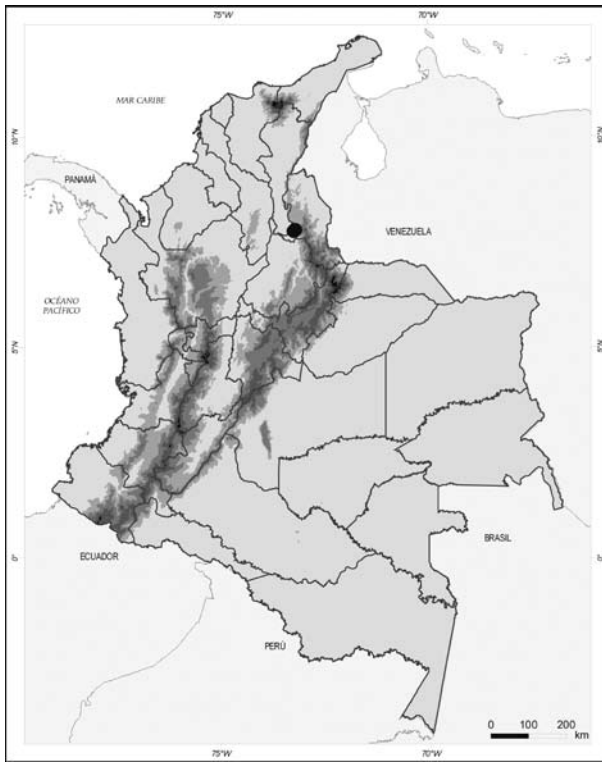 75°W 70°W
MAR CARIBE
10°N 10°N
PANAMÁ
VENEZUELA
OCÉANO
PACÍFICO
5°N 5°N
BRASIL
0° ECUADOR 0°
PERÚ
0 100 200
km
75°W 70°W